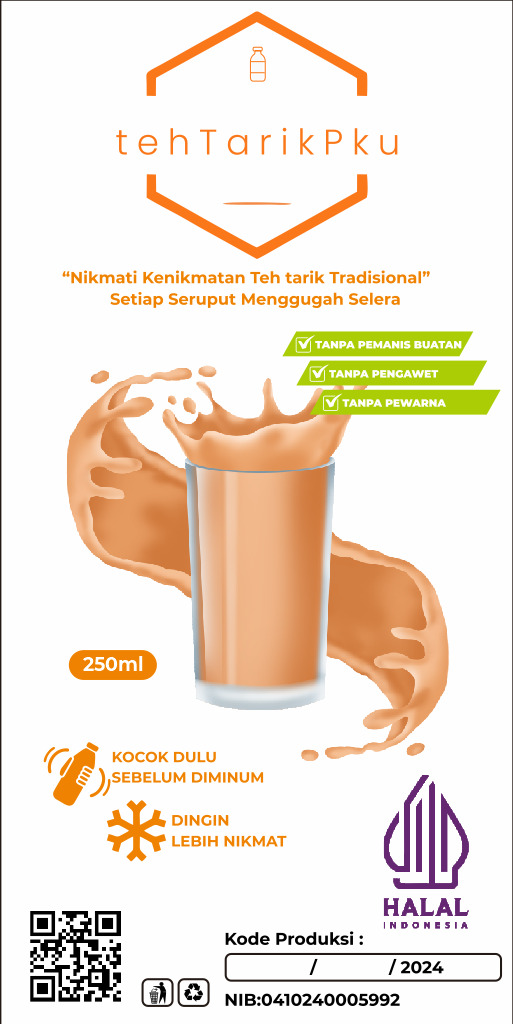 tehTarikPku
“Nikmati Kenikmatan Teh tarik Tradisional”
Setiap Seruput Menggugah Selera
TANPA PEMANIS BUATAN
TANPA PENGAWET
TANPA PEWARNA
250ml
KOCOK DULU
SEBELUM DIMINUM
DINGIN
LEBIH NIKMAT
HALAL
INDONESIA
Kode Produksi :
/ / 2024
NIB:0410240005992